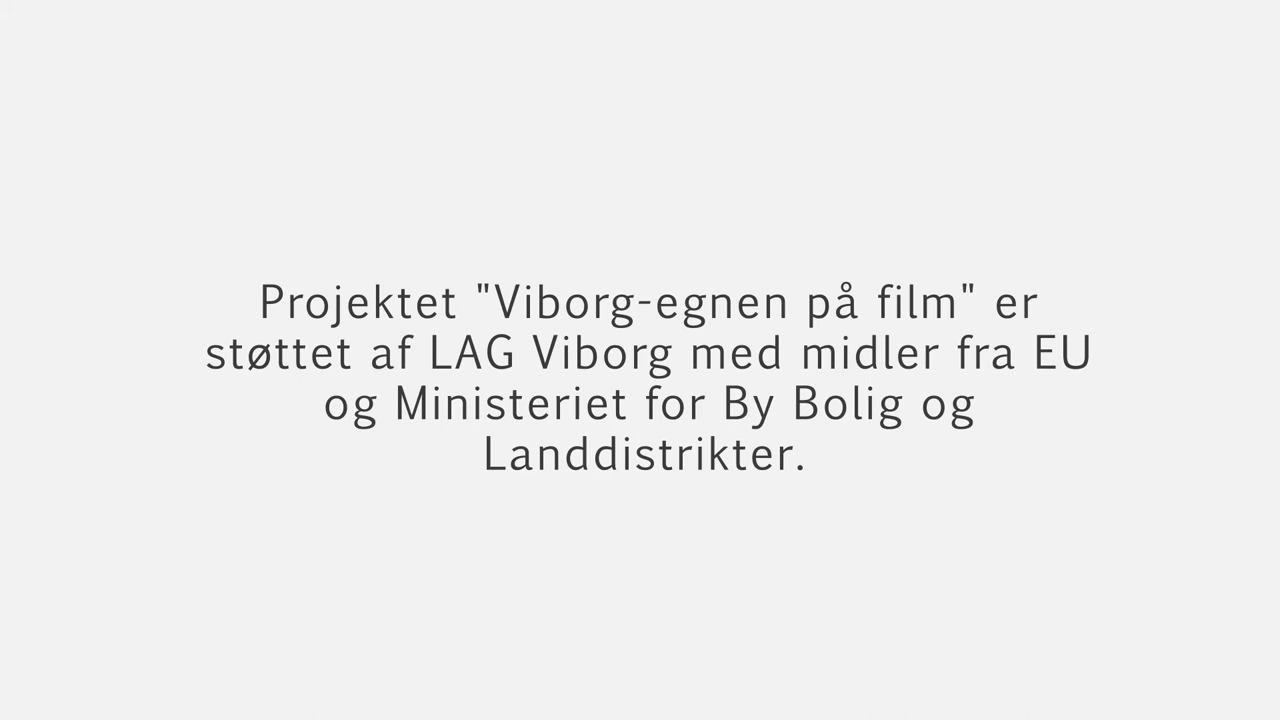 Projektet "Viborg-egnen på film" er
støttet af LAG Viborg med midler fra EU
og Ministeriet for By Bolig og
Landdistrikter.